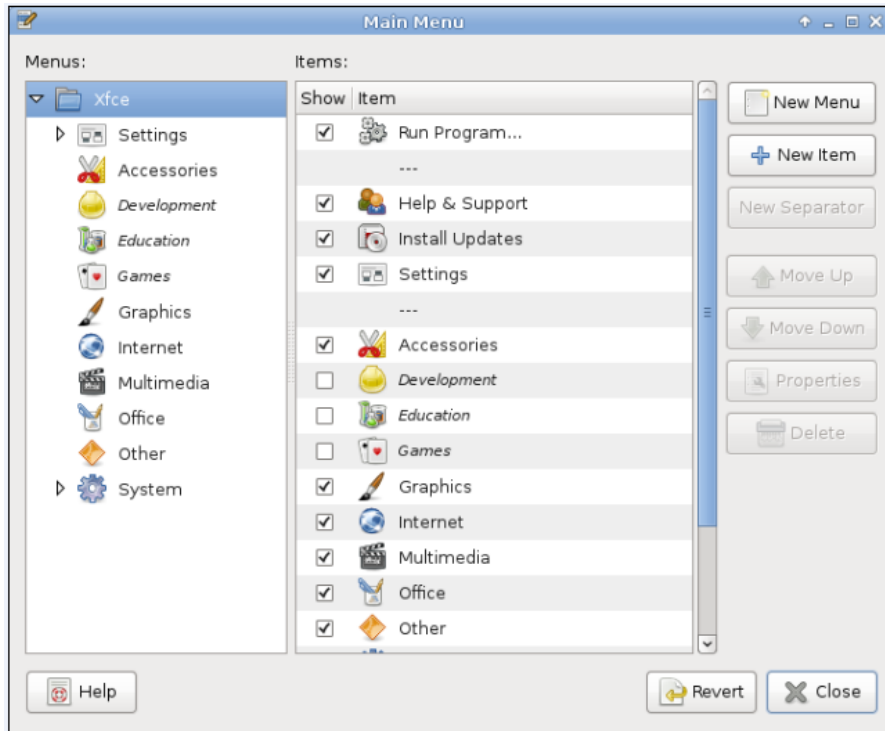 Main Menu
Menus:
Xfce
Settings
Accessories
Development
Education
Games
Graphics
Internet
Multimedia
Office
Other
System
Items:
Show Item
Run Program...
---
Help & Support
Install Updates
Settings
---
Accessories
Development
Education
Games
Graphics
Internet
Multimedia
Office
Other
New Menu
New Item
New Separator
Move Up
Move Down
Properties
Delete
Help
Revert
Close